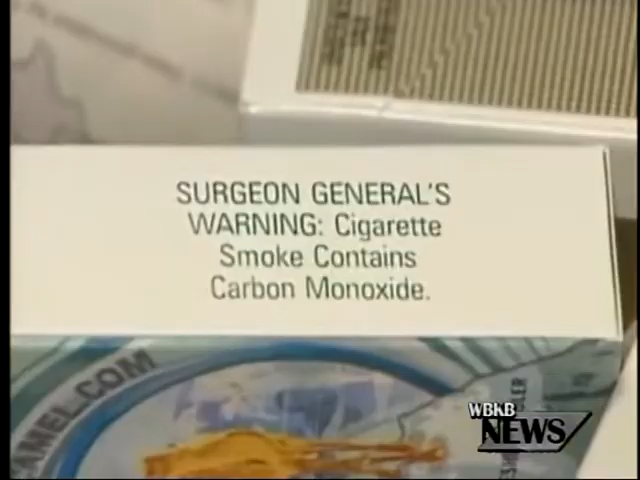 SURGEON GENERAL'S
WARNING: Cigarette
Smoke Contains
Carbon Monoxide.
AMEL.COM
WBKB
NEWS